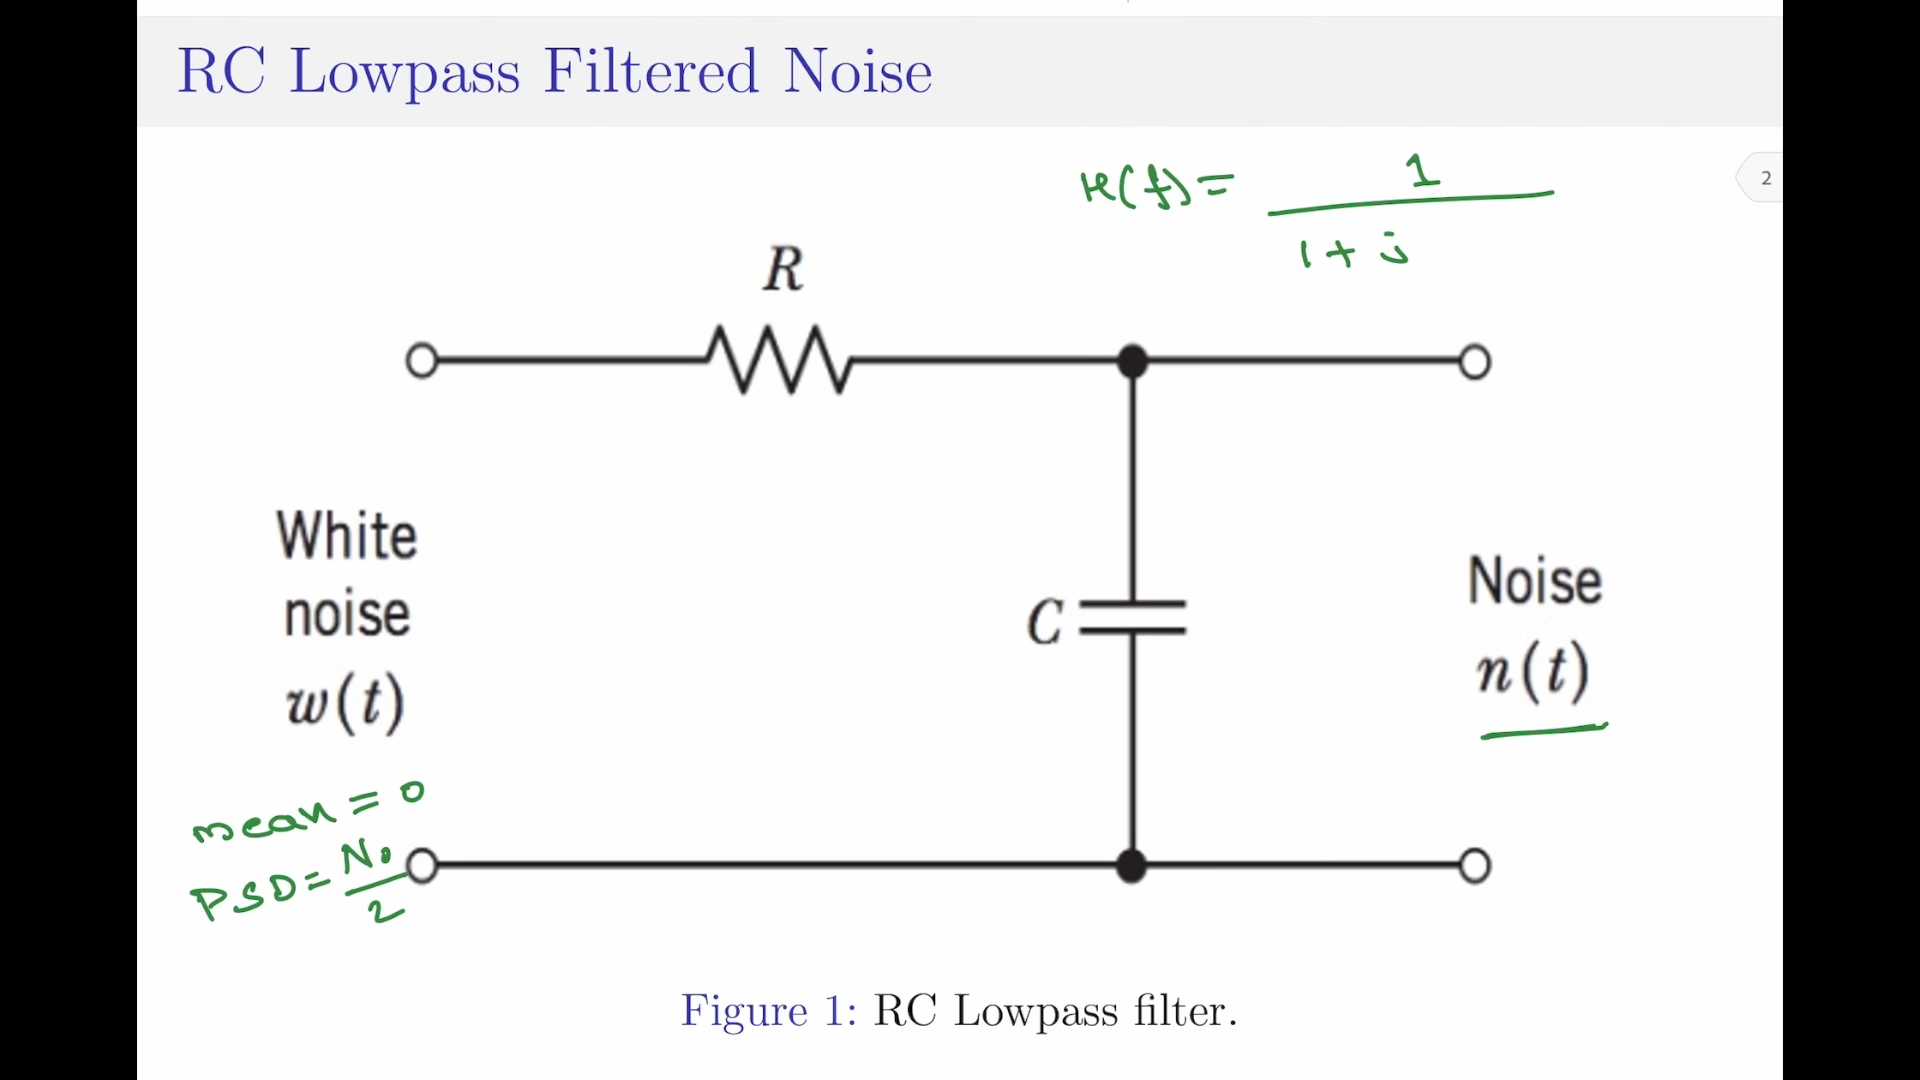 RC Lowpass Filtered Noise
H(f) = 1
1 + j
2
R
White
noise
w(t)
C
Noise
n(t)
mean = 0
PSD = N₀
2
Figure 1: RC Lowpass filter.